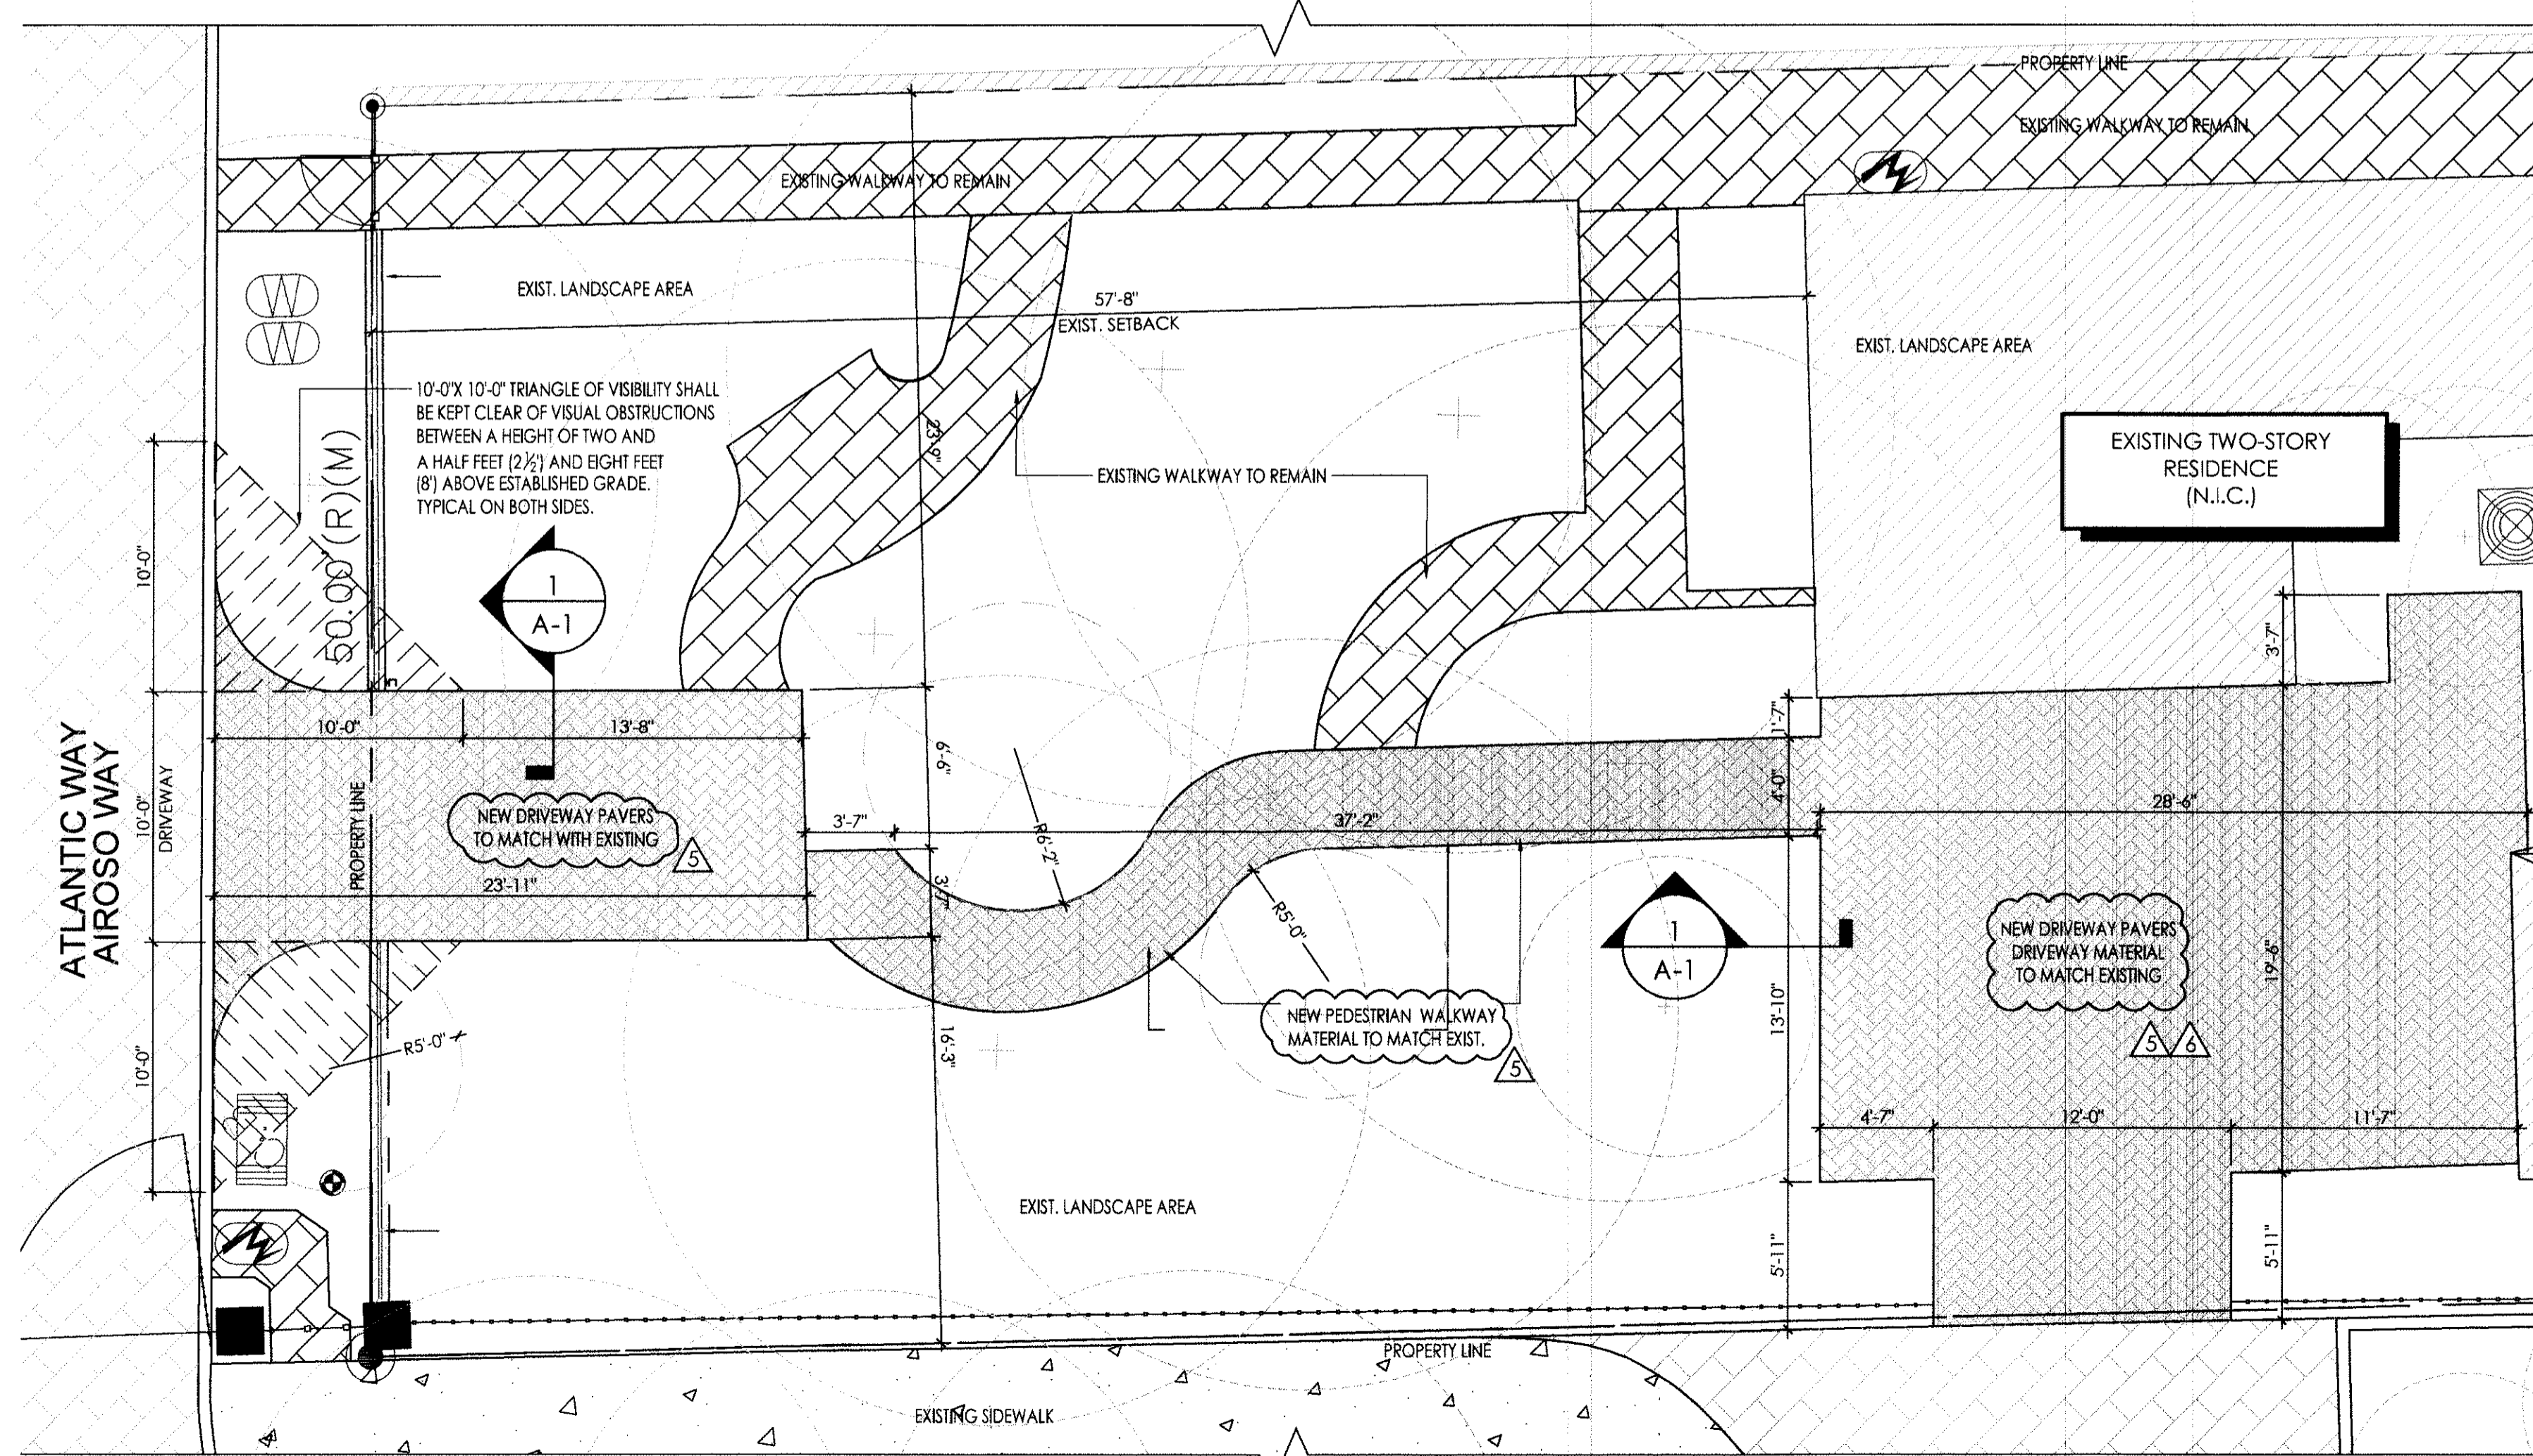 PROPERTY LINE
EXISTING WALKWAY TO REMAIN
EXISTING WALKWAY TO REMAIN
EXIST. LANDSCAPE AREA
57'-8"
EXIST. SETBACK
EXIST. LANDSCAPE AREA
10'-0"X 10'-0" TRIANGLE OF VISIBILITY SHALL
BE KEPT CLEAR OF VISUAL OBSTRUCTIONS
BETWEEN A HEIGHT OF TWO AND
A HALF FEET (2½') AND EIGHT FEET
(8') ABOVE ESTABLISHED GRADE.
TYPICAL ON BOTH SIDES.
50.00' (R)(M)
23'-9"
EXISTING WALKWAY TO REMAIN
EXISTING TWO-STORY
RESIDENCE
(N.I.C.)
W
W
10'-0"
1
A-1
3'-7"
ATLANTIC WAY
AIROSO WAY
10'-0"
DRIVEWAY
10'-0"
13'-8"
PROPERTY LINE
NEW DRIVEWAY PAVERS
TO MATCH WITH EXISTING
5
23'-11"
6'-6"
3'-7"
R6'-2"
37'-2"
1'-7"
4'-0"
28'-6"
3'-7"
R5'-0"
1
A-1
NEW DRIVEWAY PAVERS
DRIVEWAY MATERIAL
TO MATCH EXISTING
5
6
19'-6"
NEW PEDESTRIAN WALKWAY
MATERIAL TO MATCH EXIST.
5
13'-10"
16'-3"
R5'-0"
10'-0"
4'-7"
12'-0"
11'-7"
EXIST. LANDSCAPE AREA
5'-11"
5'-11"
PROPERTY LINE
EXISTING SIDEWALK